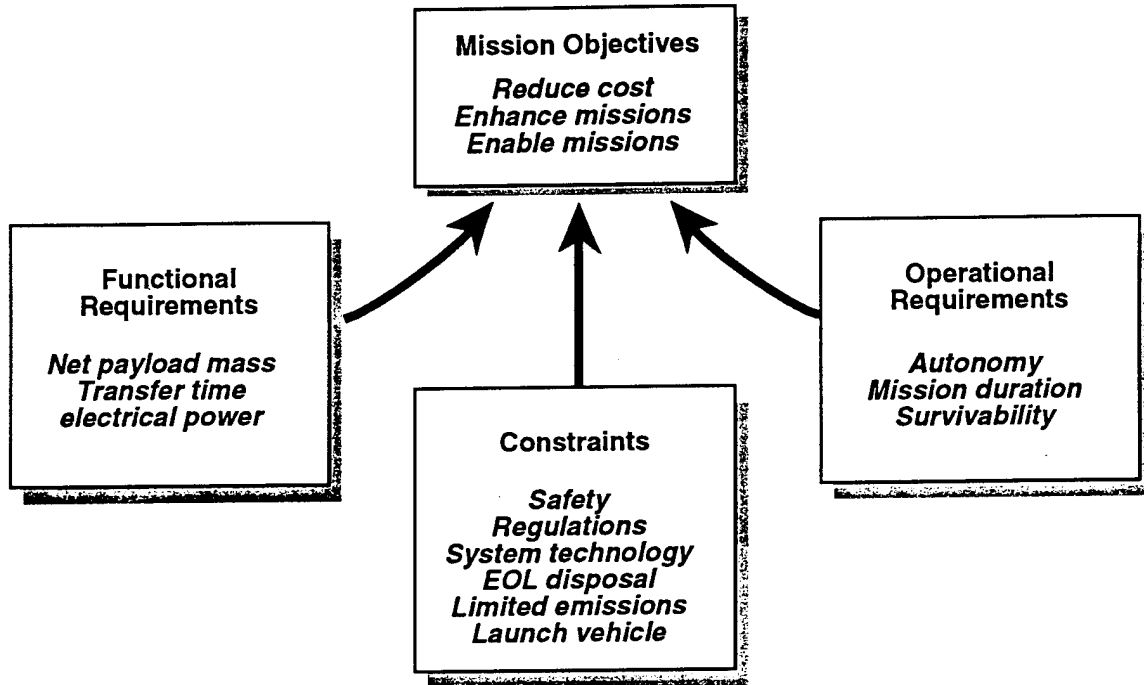 Mission Objectives
Reduce cost
Enhance missions
Enable missions
Functional
Requirements
Net payload mass
Transfer time
electrical power
Constraints
Safety
Regulations
System technology
EOL disposal
Limited emissions
Launch vehicle
Operational
Requirements
Autonomy
Mission duration
Survivability